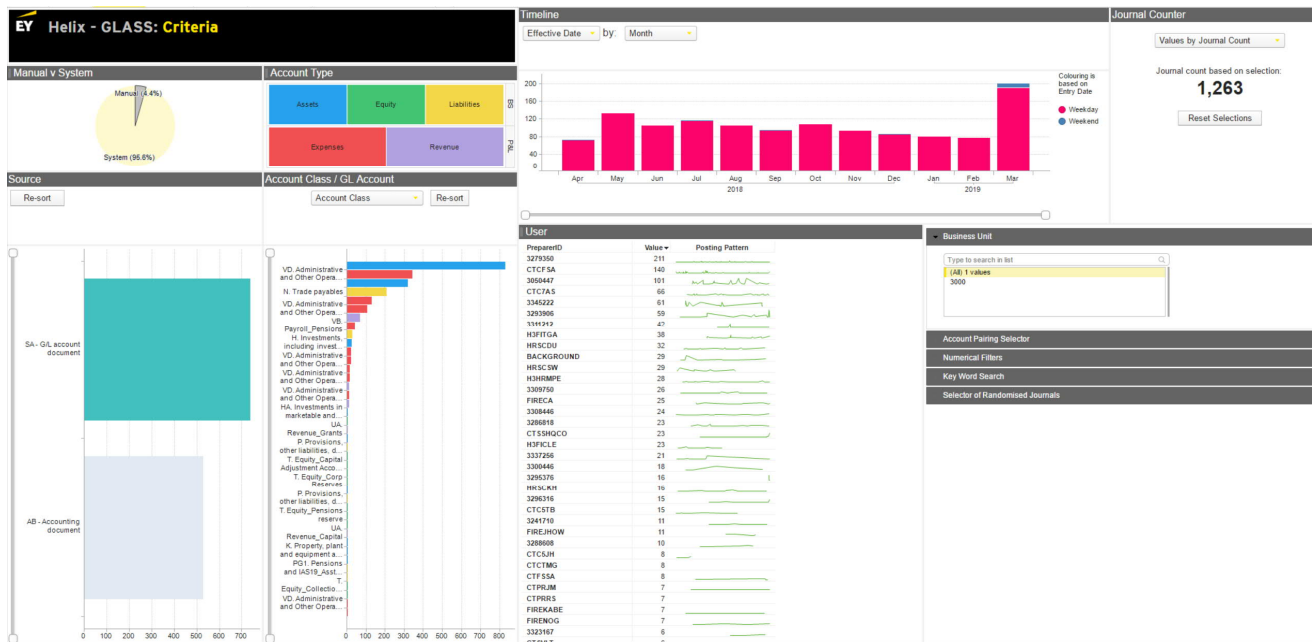 EY Helix - GLASS: Criteria
Timeline
Effective Date by: Month
Journal Counter
Values by Journal Count
Journal count based on selection:
1,263
Reset Selections
Manual v System
Manual (4.4%)
System (95.6%)
Account Type
Assets Equity Liabilities BS
Expenses Revenue P&L
200
160
120
80
40
0
Apr May Jun Jul Aug Sep Oct Nov Dec Jan Feb Mar
2018 2019
Colouring is
based on
Entry Date
Weekday
Weekend
Source
Re-sort
SA - G/L account
document
AB - Accounting
document
0 100 200 300 400 500 600 700
Account Class / GL Account
Account Class Re-sort
VD. Administrative
and Other Opera...
N. Trade payables
VD. Administrative
and Other Opera...
VB.
Payroll_Pensions
H. Investments,
including invest...
VD. Administrative
and Other Opera...
VD. Administrative
and Other Opera...
VD. Administrative
and Other Opera...
HA. Investments in
marketable and...
UA.
Revenue_Grants
P. Provisions,
other liabilities, d...
T. Equity_Capital
Adjustment Acco...
T. Equity_Corp
Reserves
P. Provisions,
other liabilities, d...
T. Equity_Pensions
reserve
UA.
Revenue_Capital
K. Property, plant
and equipment a...
PG1. Pensions
and IAS19_Asst...
T.
Equity_Collectio...
VD. Administrative
and Other Opera...
0 100 200 300 400 500 600 700 800
User
PreparerID Value Posting Pattern
3279350 211
CTCFSA 140
3050447 101
CTC7AS 66
3345222 61
3293906 59
3311212 42
H3FITGA 38
HRSCDU 32
BACKGROUND 29
HRSCSW 29
H3HRMPE 28
3309750 26
FIRECA 25
3308446 24
3286818 23
CTSSHQCO 23
H3FICLE 23
3337256 21
3300446 18
3295376 16
HRSCKH 16
3296316 15
CTC5TB 15
3241710 11
FIREJHOW 11
3288608 10
CTC5JH 8
CTCTMG 8
CTFSSA 8
CTPRJM 7
CTPRRS 7
FIREKABE 7
FIRENOG 7
3323167 6
Business Unit
Type to search in list
(All) 1 values
3000
Account Pairing Selector
Numerical Filters
Key Word Search
Selector of Randomised Journals